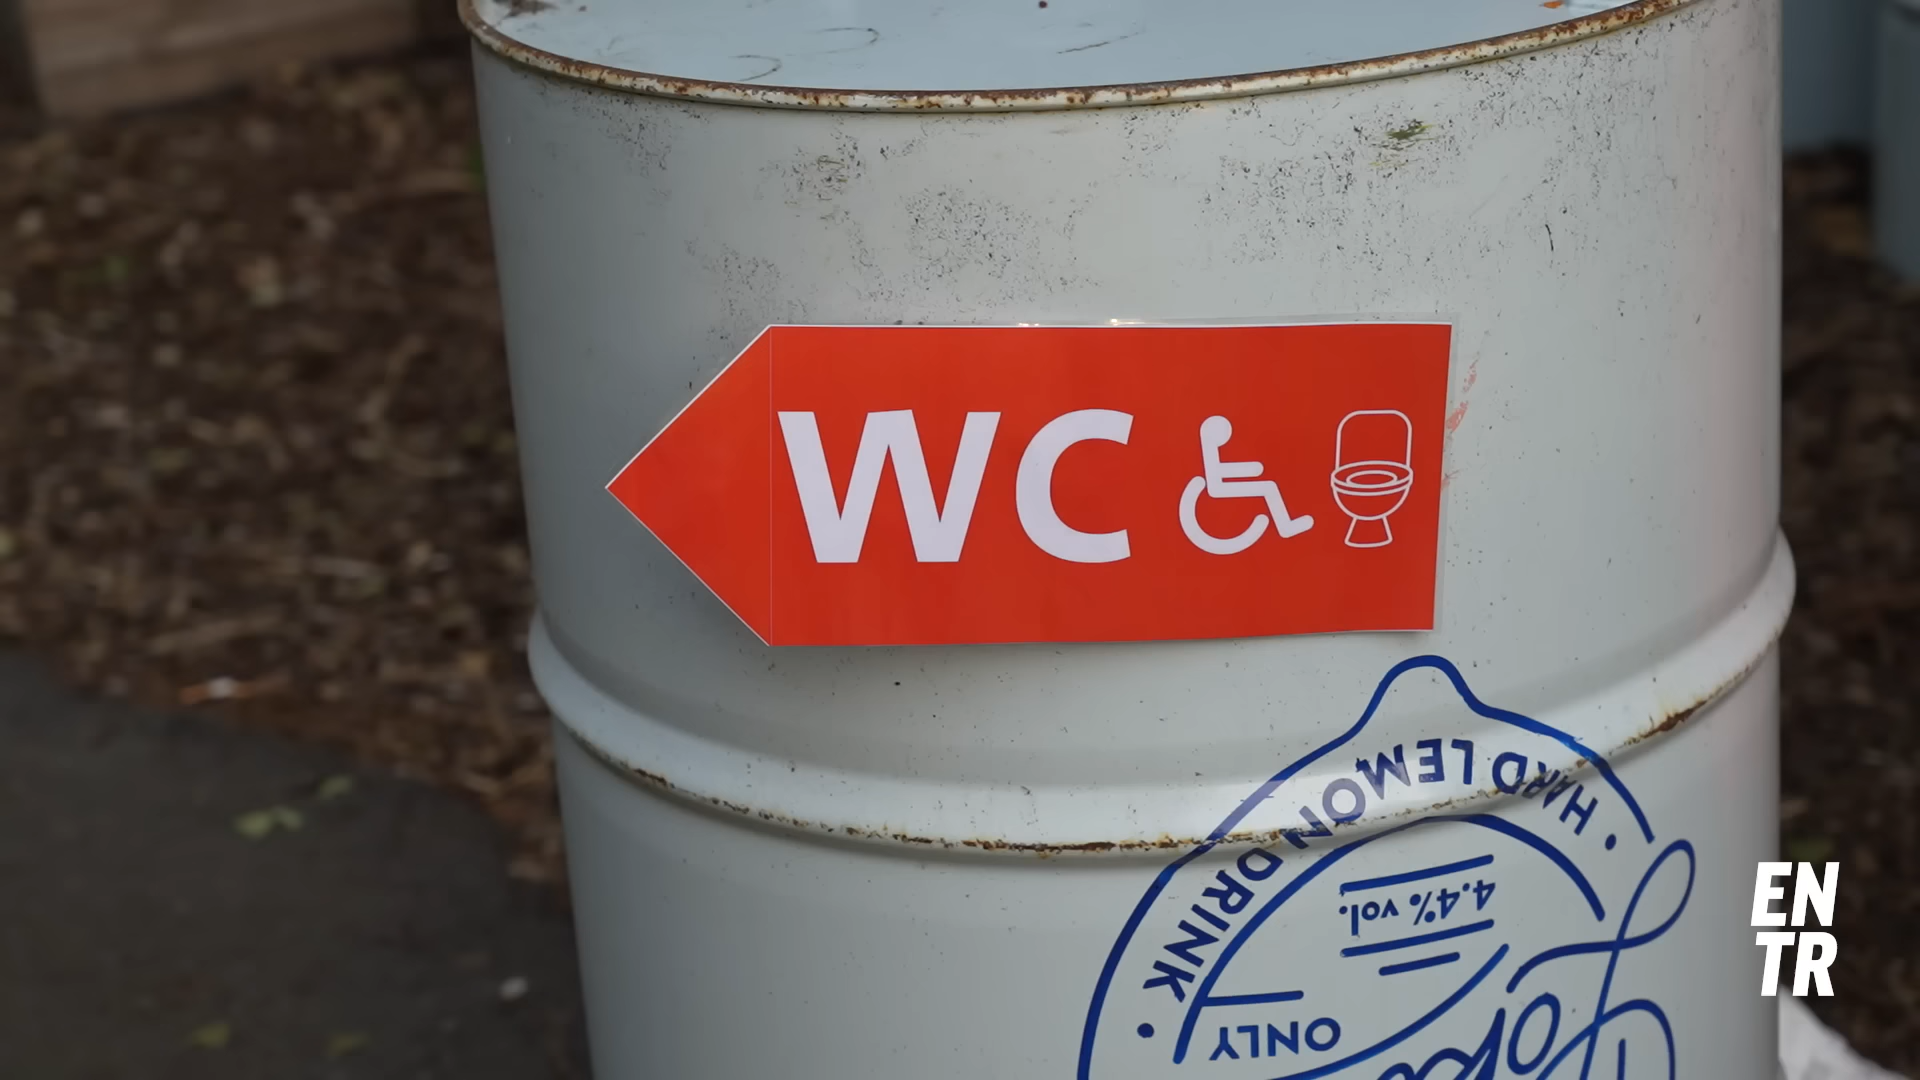 WC
HARD LEMON DRINK
4.4% vol.
ONLY
EN
TR